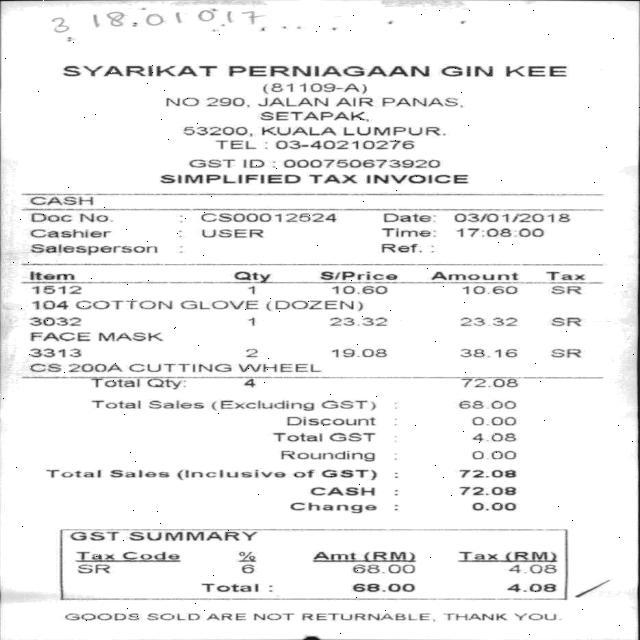 3 18.01017
SYARIKAT PERNIAGAAN GIN KEE
(81109-A)
NO 290, JALAN AIR PANAS,
SETAPAK,
53200, KUALA LUMPUR.
TEL : 03-40210276
GST ID : 000750673920
SIMPLIFIED TAX INVOICE
CASH
Doc No. : CS00012524 Date: 03/01/2018
Cashier : USER Time: 17:08:00
Salesperson : Ref. :
Item Qty S/Price Amount Tax
1512 1 10.60 10.60 SR
104 COTTON GLOVE (DOZEN)
3032 1 23.32 23.32 SR
FACE MASK
3313 2 19.08 38.16 SR
CS 200A CUTTING WHEEL
Total Qty: 4 72.08
Total Sales (Excluding GST) : 68.00
Discount : 0.00
Total GST : 4.08
Rounding : 0.00
Total Sales (Inclusive of GST) : 72.08
CASH : 72.08
Change : 0.00
GST SUMMARY
Tax Code % Amt (RM) Tax (RM)
SR 6 68.00 4.08
Total : 68.00 4.08
GOODS SOLD ARE NOT RETURNABLE, THANK YOU.